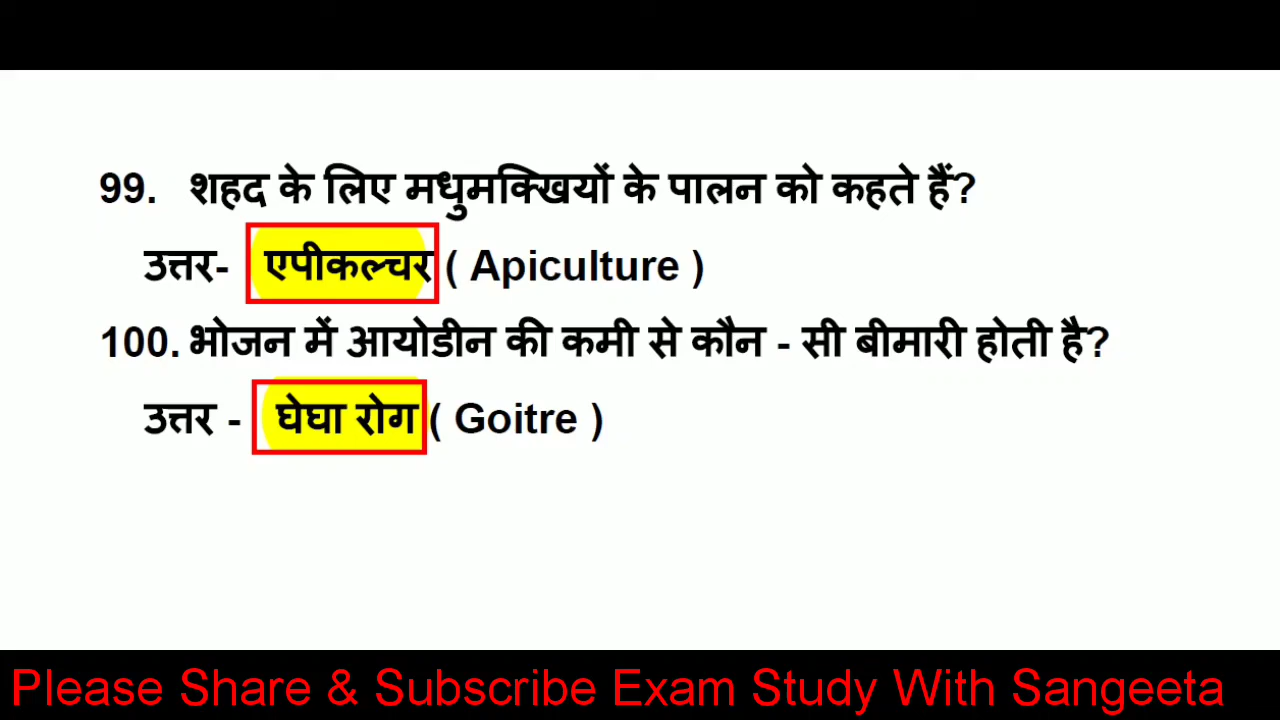 99. शहद के लिए मधुमक्खियों के पालन को कहते हैं?
उत्तर- एपीकल्चर ( Apiculture )
100. भोजन में आयोडीन की कमी से कौन - सी बीमारी होती है?
उत्तर - घेघा रोग ( Goitre )
Please Share & Subscribe Exam Study With Sangeeta